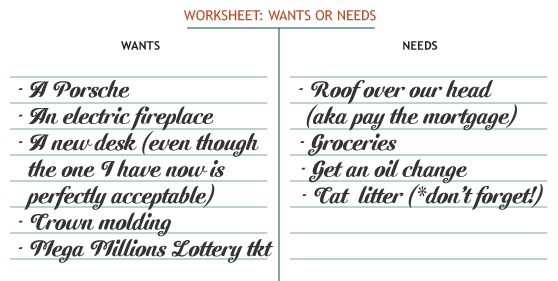 WORKSHEET: WANTS OR NEEDS
WANTS
- A Porsche
- An electric fireplace
- A new desk (even though
the one I have now is
perfectly acceptable)
- Crown molding
- Mega Millions Lottery tkt
NEEDS
- Roof over our head
(aka pay the mortgage)
- Groceries
- Get an oil change
- Cat litter (*don't forget!)